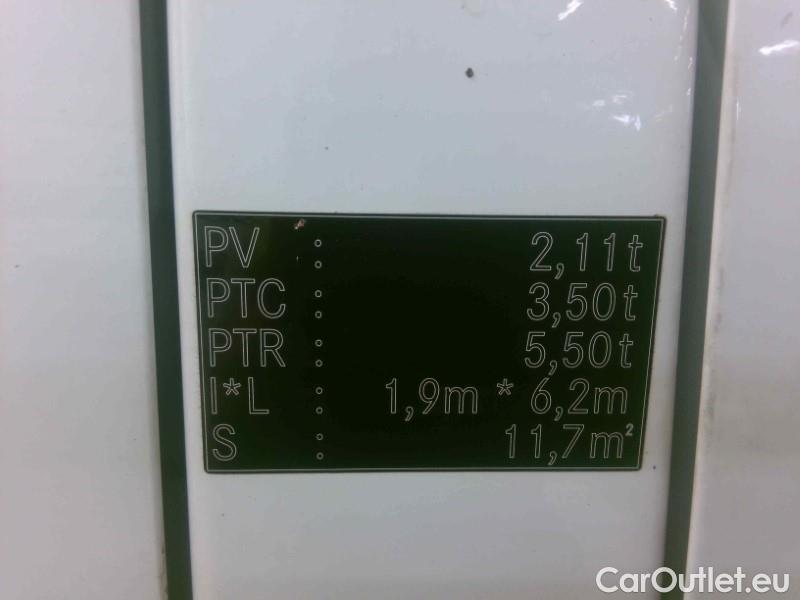 PV : 2,11t
PTC : 3,50t
PTR : 5,50t
l*L : 1,9m * 6,2m
S : 11,7m²
CarOutlet.eu